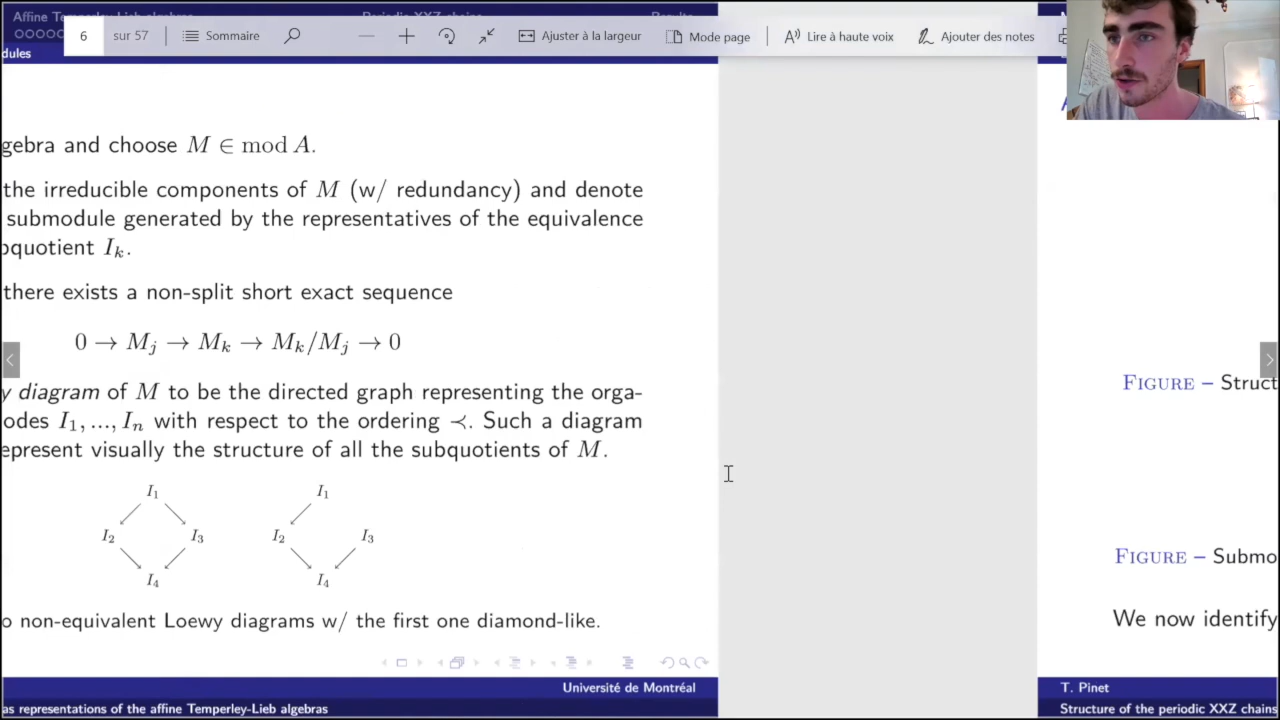 Affine Temperley-Lieb algebras Periodic XXZ chains Results
6 sur 57 Sommaire Ajuster à la largeur Mode page Lire à haute voix Ajouter des notes
dules
gebra and choose M ∈ mod A.
the irreducible components of M (w/ redundancy) and denote
submodule generated by the representatives of the equivalence
quotient I_k.
there exists a non-split short exact sequence
0 → M_j → M_k → M_k/M_j → 0
y diagram of M to be the directed graph representing the orga-
odes I_1, ..., I_n with respect to the ordering ≺. Such a diagram
epresent visually the structure of all the subquotients of M.
I_1 I_1
I_2 I_3 I_2 I_3
I_4 I_4
o non-equivalent Loewy diagrams w/ the first one diamond-like.
Université de Montréal
as representations of the affine Temperley-Lieb algebras
FIGURE – Struct
FIGURE – Submo
We now identify
T. Pinet
Structure of the periodic XXZ chains